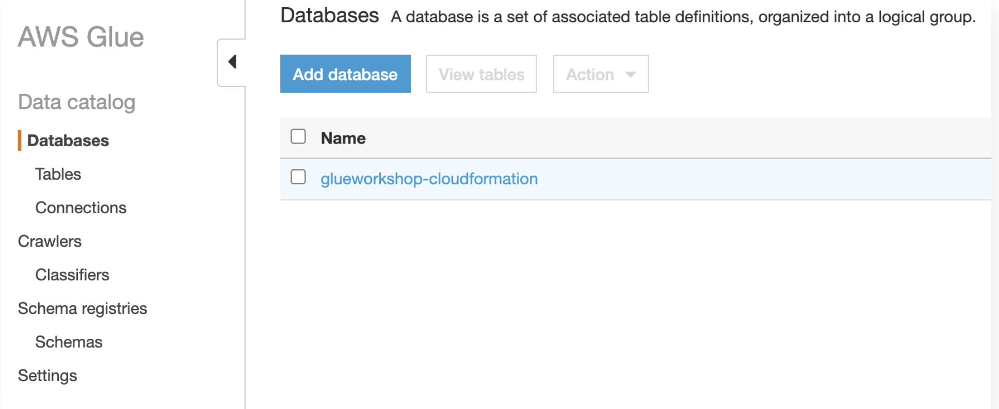 AWS Glue
Data catalog
Databases
Tables
Connections
Crawlers
Classifiers
Schema registries
Schemas
Settings
Databases A database is a set of associated table definitions, organized into a logical group.
Add database View tables Action
Name
glueworkshop-cloudformation